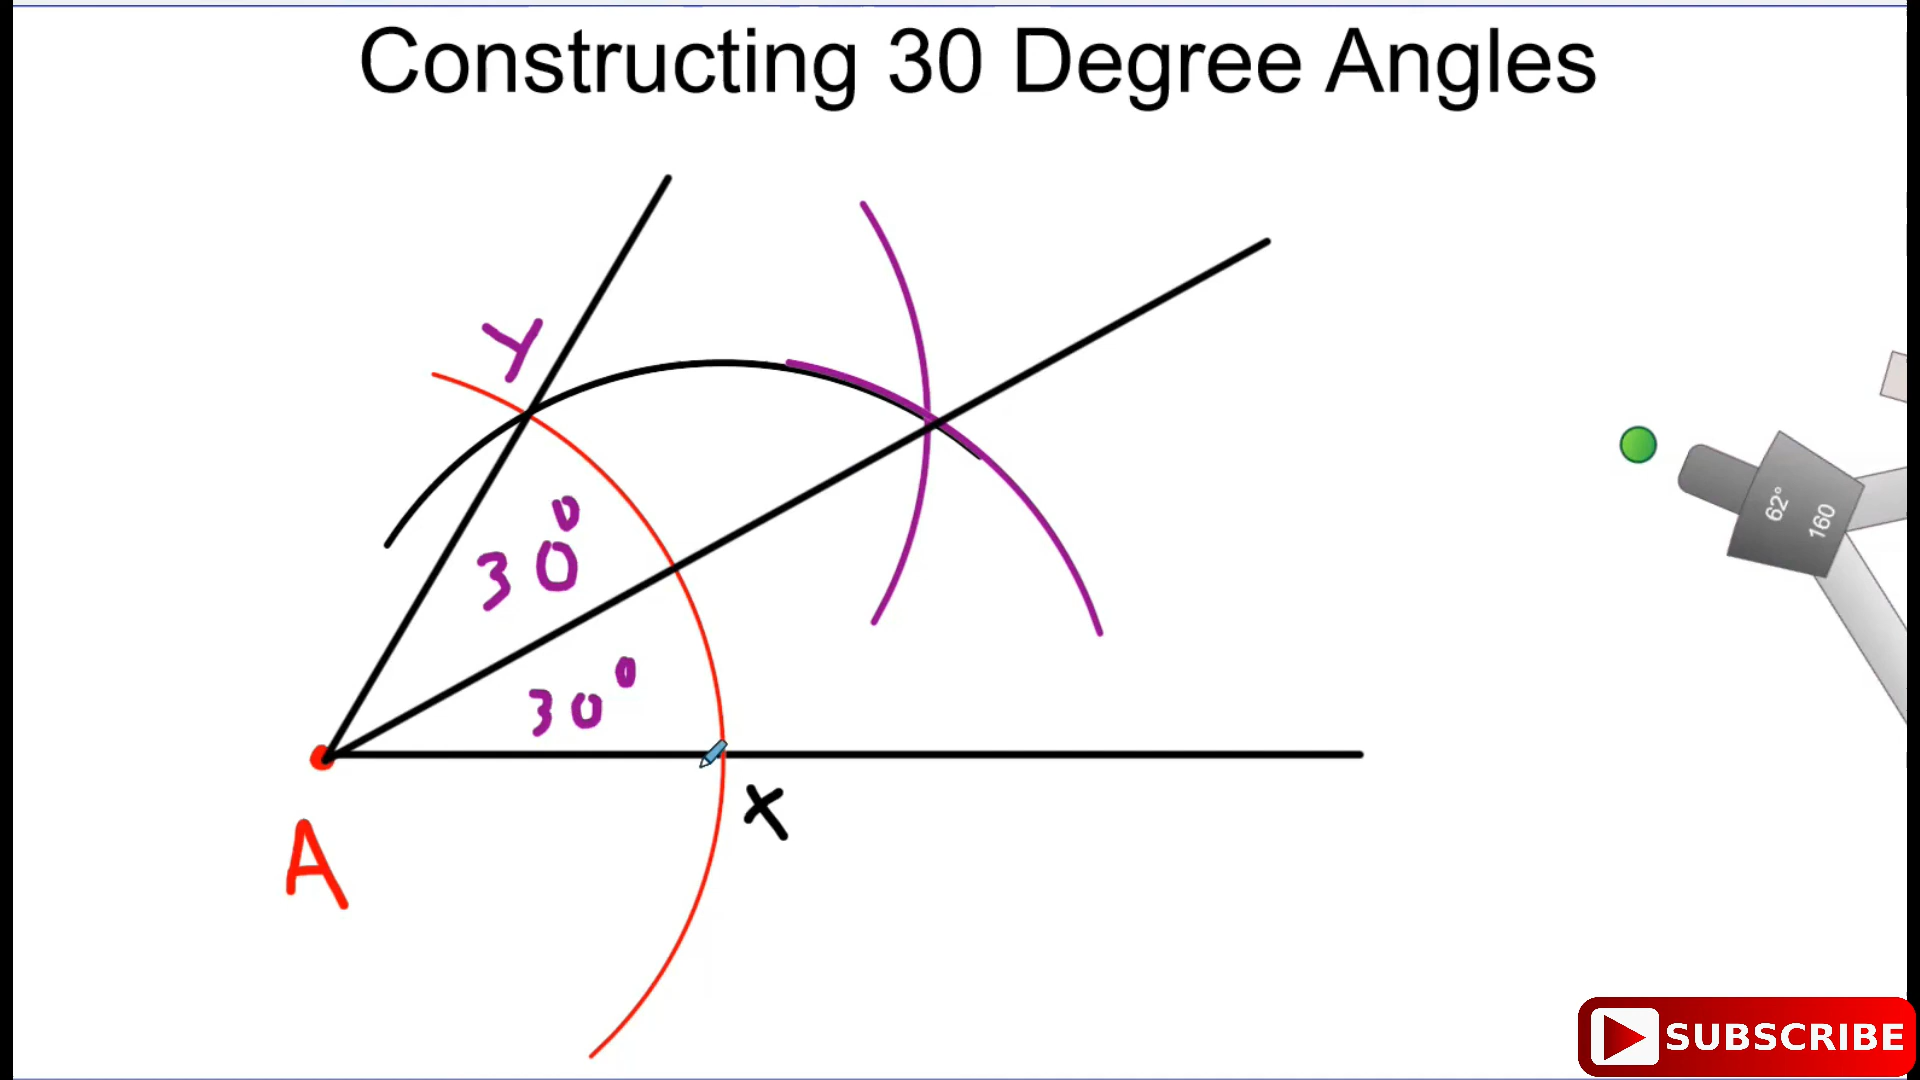 Constructing 30 Degree Angles
Y
30°
30°
X
A
62°
160
SUBSCRIBE